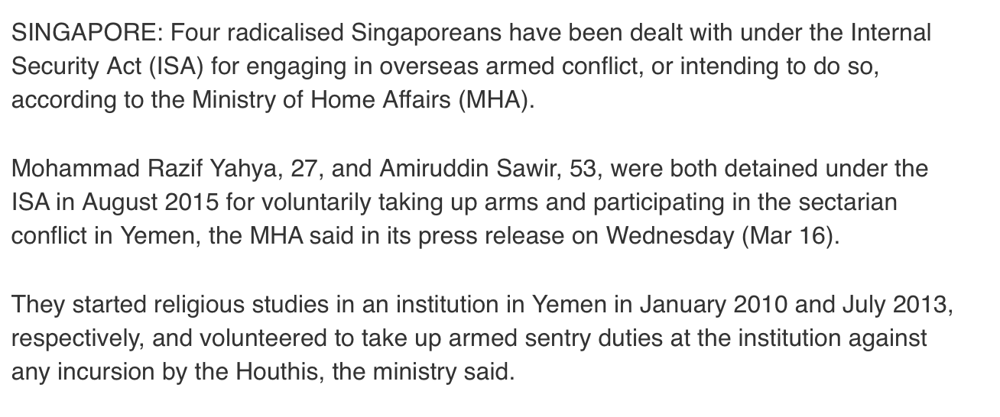 SINGAPORE: Four radicalised Singaporeans have been dealt with under the Internal
Security Act (ISA) for engaging in overseas armed conflict, or intending to do so,
according to the Ministry of Home Affairs (MHA).
Mohammad Razif Yahya, 27, and Amiruddin Sawir, 53, were both detained under the
ISA in August 2015 for voluntarily taking up arms and participating in the sectarian
conflict in Yemen, the MHA said in its press release on Wednesday (Mar 16).
They started religious studies in an institution in Yemen in January 2010 and July 2013,
respectively, and volunteered to take up armed sentry duties at the institution against
any incursion by the Houthis, the ministry said.